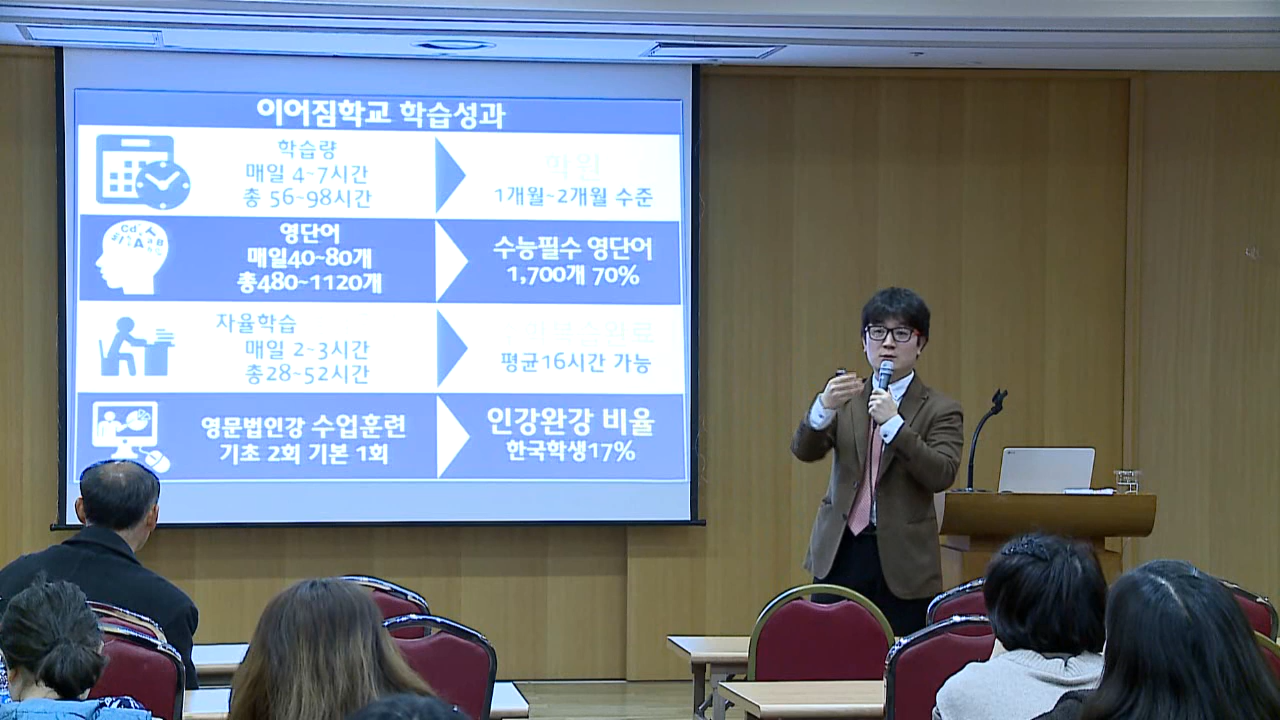 이어짐학교 학습성과
학습량
매일 4~7시간
총 56~98시간
학원
1개월~2개월 수준
영단어
매일40~80개
총480~1120개
수능필수 영단어
1,700개 70%
자율학습
매일 2~3시간
총28~52시간
평균16시간 가능
영문법인강 수업훈련
기초 2회 기본 1회
인강완강 비율
한국학생17%